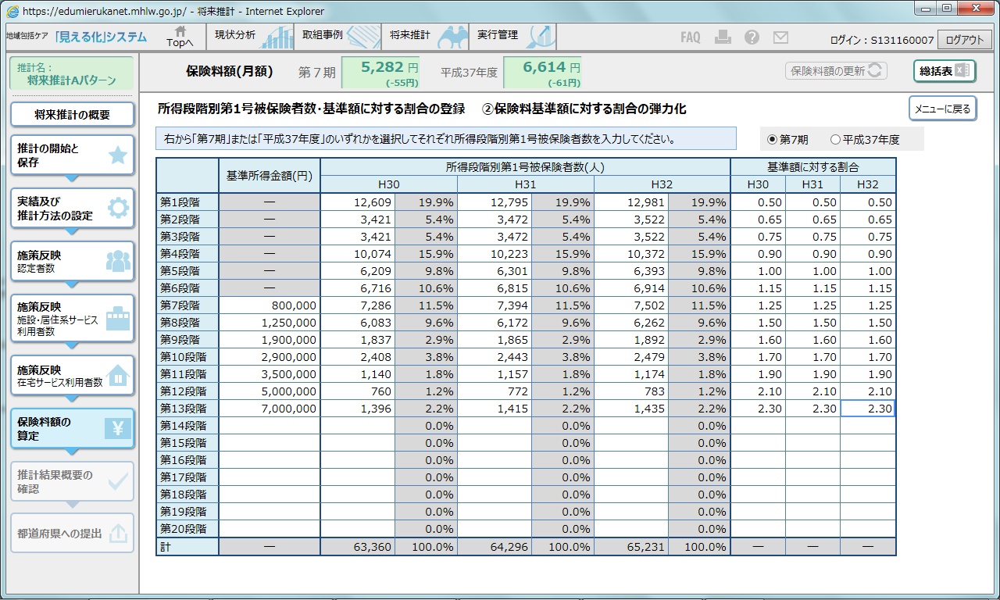 https://edumierukanet.mhlw.go.jp/ - 将来推計 - Internet Explorer
地域包括ケア 「見える化」システム Topへ 現状分析 取組事例 将来推計 実行管理 FAQ ログイン：S131160007 ログアウト
推計名：
将来推計Aパターン
保険料額(月額) 第７期 5,282 円 (-55円) 平成37年度 6,614 円 (-61円) 保険料額の更新 総括表
将来推計の概要
推計の開始と
保存
実績及び
推計方法の設定
施策反映
認定者数
施策反映
施設・居住系サービス
利用者数
施策反映
在宅サービス利用者数
保険料額の
算定
推計結果概要の
確認
都道府県への提出
所得段階別第1号被保険者数・基準額に対する割合の登録 ②保険料基準額に対する割合の弾力化 メニューに戻る
右から「第7期」または「平成37年度」のいずれかを選択してそれぞれ所得段階別第1号被保険者数を入力してください。 第7期 平成37年度
基準所得金額(円) 所得段階別第1号被保険者数(人) 基準額に対する割合
H30 H31 H32 H30 H31 H32
第1段階 ― 12,609 19.9% 12,795 19.9% 12,981 19.9% 0.50 0.50 0.50
第2段階 ― 3,421 5.4% 3,472 5.4% 3,522 5.4% 0.65 0.65 0.65
第3段階 ― 3,421 5.4% 3,472 5.4% 3,522 5.4% 0.75 0.75 0.75
第4段階 ― 10,074 15.9% 10,223 15.9% 10,372 15.9% 0.90 0.90 0.90
第5段階 ― 6,209 9.8% 6,301 9.8% 6,393 9.8% 1.00 1.00 1.00
第6段階 ― 6,716 10.6% 6,815 10.6% 6,914 10.6% 1.15 1.15 1.15
第7段階 800,000 7,286 11.5% 7,394 11.5% 7,502 11.5% 1.25 1.25 1.25
第8段階 1,250,000 6,083 9.6% 6,172 9.6% 6,262 9.6% 1.50 1.50 1.50
第9段階 1,900,000 1,837 2.9% 1,865 2.9% 1,892 2.9% 1.60 1.60 1.60
第10段階 2,900,000 2,408 3.8% 2,443 3.8% 2,479 3.8% 1.70 1.70 1.70
第11段階 3,500,000 1,140 1.8% 1,157 1.8% 1,174 1.8% 1.90 1.90 1.90
第12段階 5,000,000 760 1.2% 772 1.2% 783 1.2% 2.10 2.10 2.10
第13段階 7,000,000 1,396 2.2% 1,415 2.2% 1,435 2.2% 2.30 2.30 2.30
第14段階 0.0% 0.0% 0.0%
第15段階 0.0% 0.0% 0.0%
第16段階 0.0% 0.0% 0.0%
第17段階 0.0% 0.0% 0.0%
第18段階 0.0% 0.0% 0.0%
第19段階 0.0% 0.0% 0.0%
第20段階 0.0% 0.0% 0.0%
計 ― 63,360 100.0% 64,296 100.0% 65,231 100.0% ― ― ―